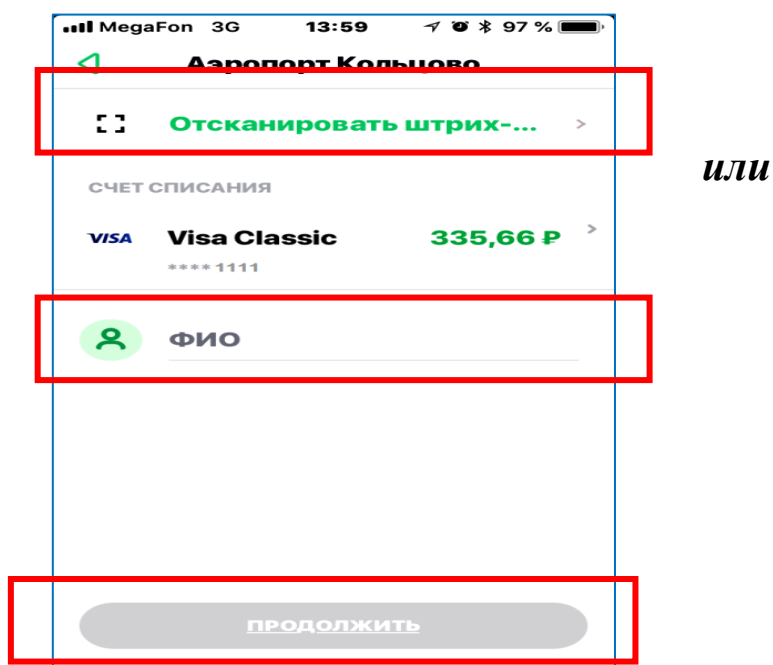 MegaFon 3G 13:59 97 %
Аэропорт Кольцово
Отсканировать штрих-... >
или
СЧЕТ СПИСАНИЯ
VISA Visa Classic 335,66 ₽ >
**** 1111
ФИО
ПРОДОЛЖИТЬ